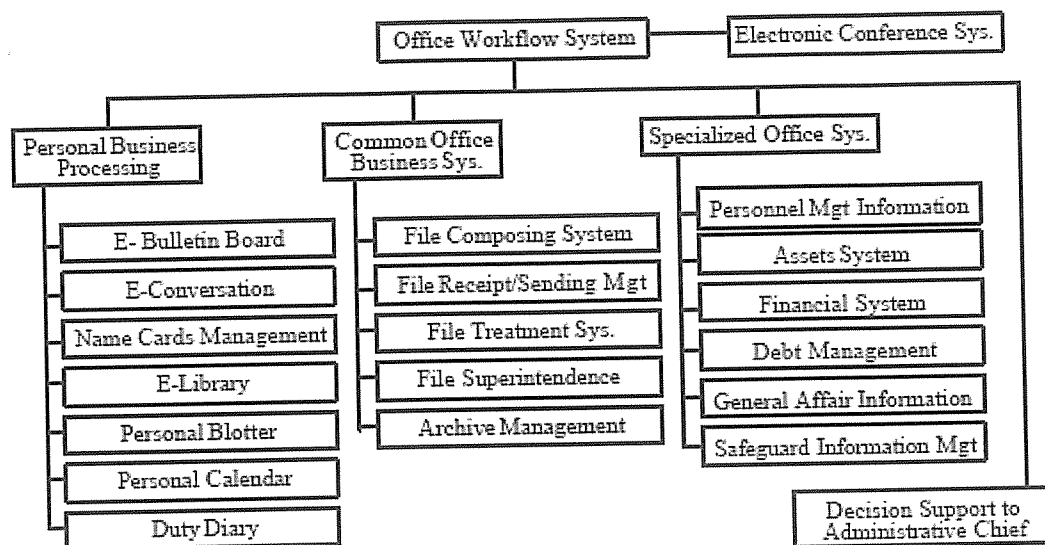 Office Workflow System
Electronic Conference Sys.
Personal Business
Processing
E- Bulletin Board
E-Conversation
Name Cards Management
E-Library
Personal Blotter
Personal Calendar
Duty Diary
Common Office
Business Sys.
File Composing System
File Receipt/Sending Mgt
File Treatment Sys.
File Superintendence
Archive Management
Specialized Office Sys.
Personnel Mgt Information
Assets System
Financial System
Debt Management
General Affair Information
Safeguard Information Mgt
Decision Support to
Administrative Chief